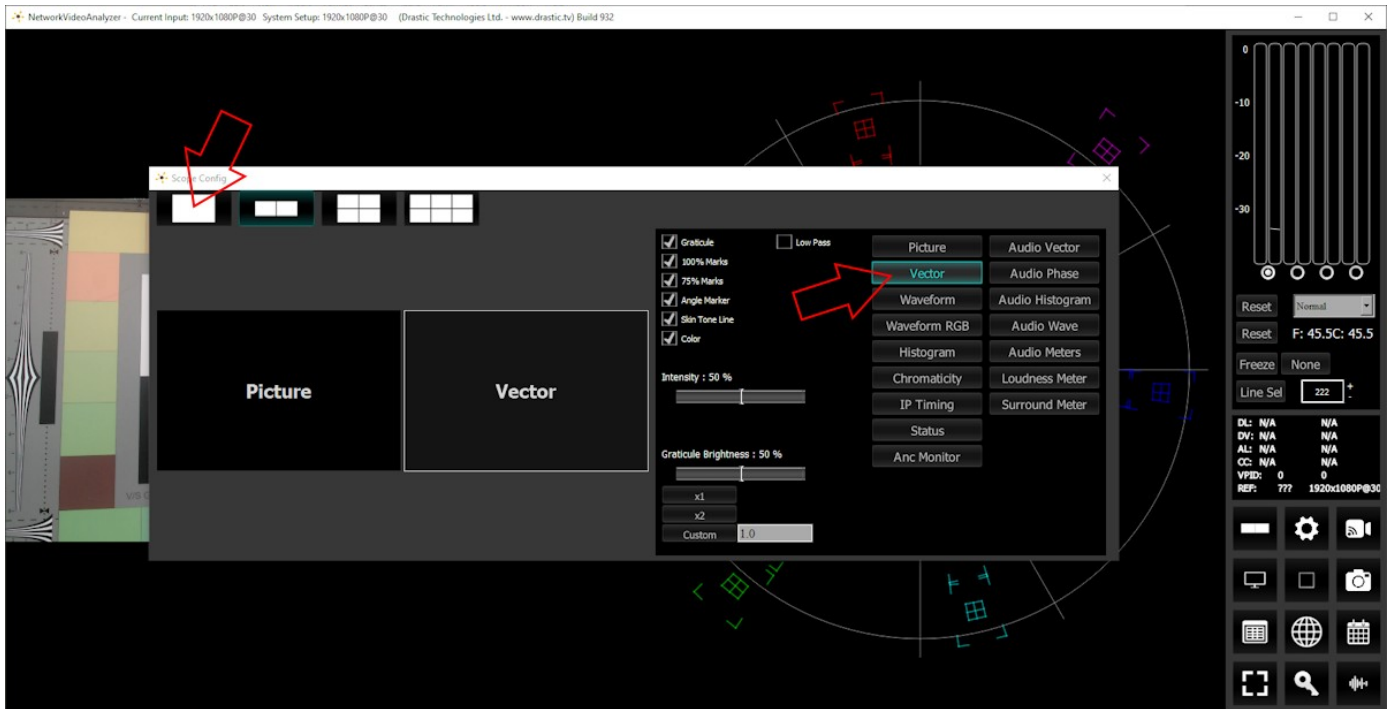 NetworkVideoAnalyzer - Current Input: 1920x1080P@30 System Setup: 1920x1080P@30 (Drastic Technologies Ltd. - www.drastic.tv) Build 932
Scope Config
Picture
Vector
Graticule
Low Pass
100% Marks
75% Marks
Angle Marker
Skin Tone Line
Color
Intensity : 50 %
Graticule Brightness : 50 %
x1
x2
Custom 1.0
Picture Audio Vector
Vector Audio Phase
Waveform Audio Histogram
Waveform RGB Audio Wave
Histogram Audio Meters
Chromaticity Loudness Meter
IP Timing Surround Meter
Status
Anc Monitor
0
-10
-20
-30
Reset Normal
Reset F: 45.5C: 45.5
Freeze None
Line Sel 222 + -
DL: N/A N/A
DV: N/A N/A
AL: N/A N/A
CC: N/A N/A
VPID: 0 0
REF: ??? 1920x1080P@30